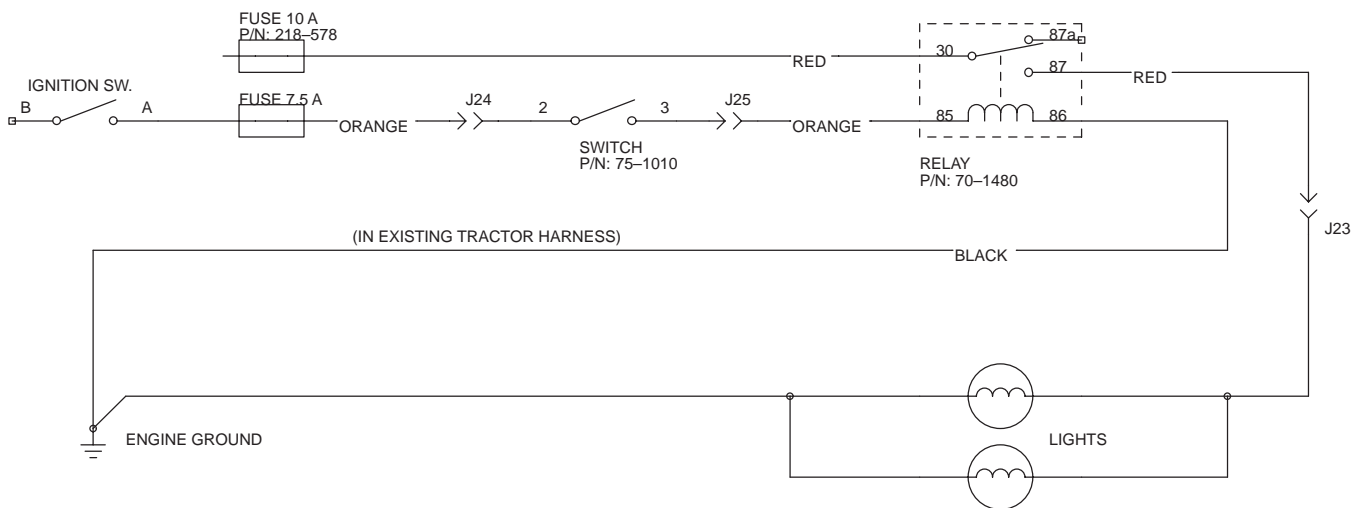 FUSE 10 A
P/N: 218–578
87a
30
RED
87
RED
IGNITION SW.
B
A
FUSE 7.5 A
ORANGE
J24
2
3
J25
ORANGE
85
86
SWITCH
P/N: 75–1010
RELAY
P/N: 70–1480
(IN EXISTING TRACTOR HARNESS)
J23
BLACK
ENGINE GROUND
LIGHTS